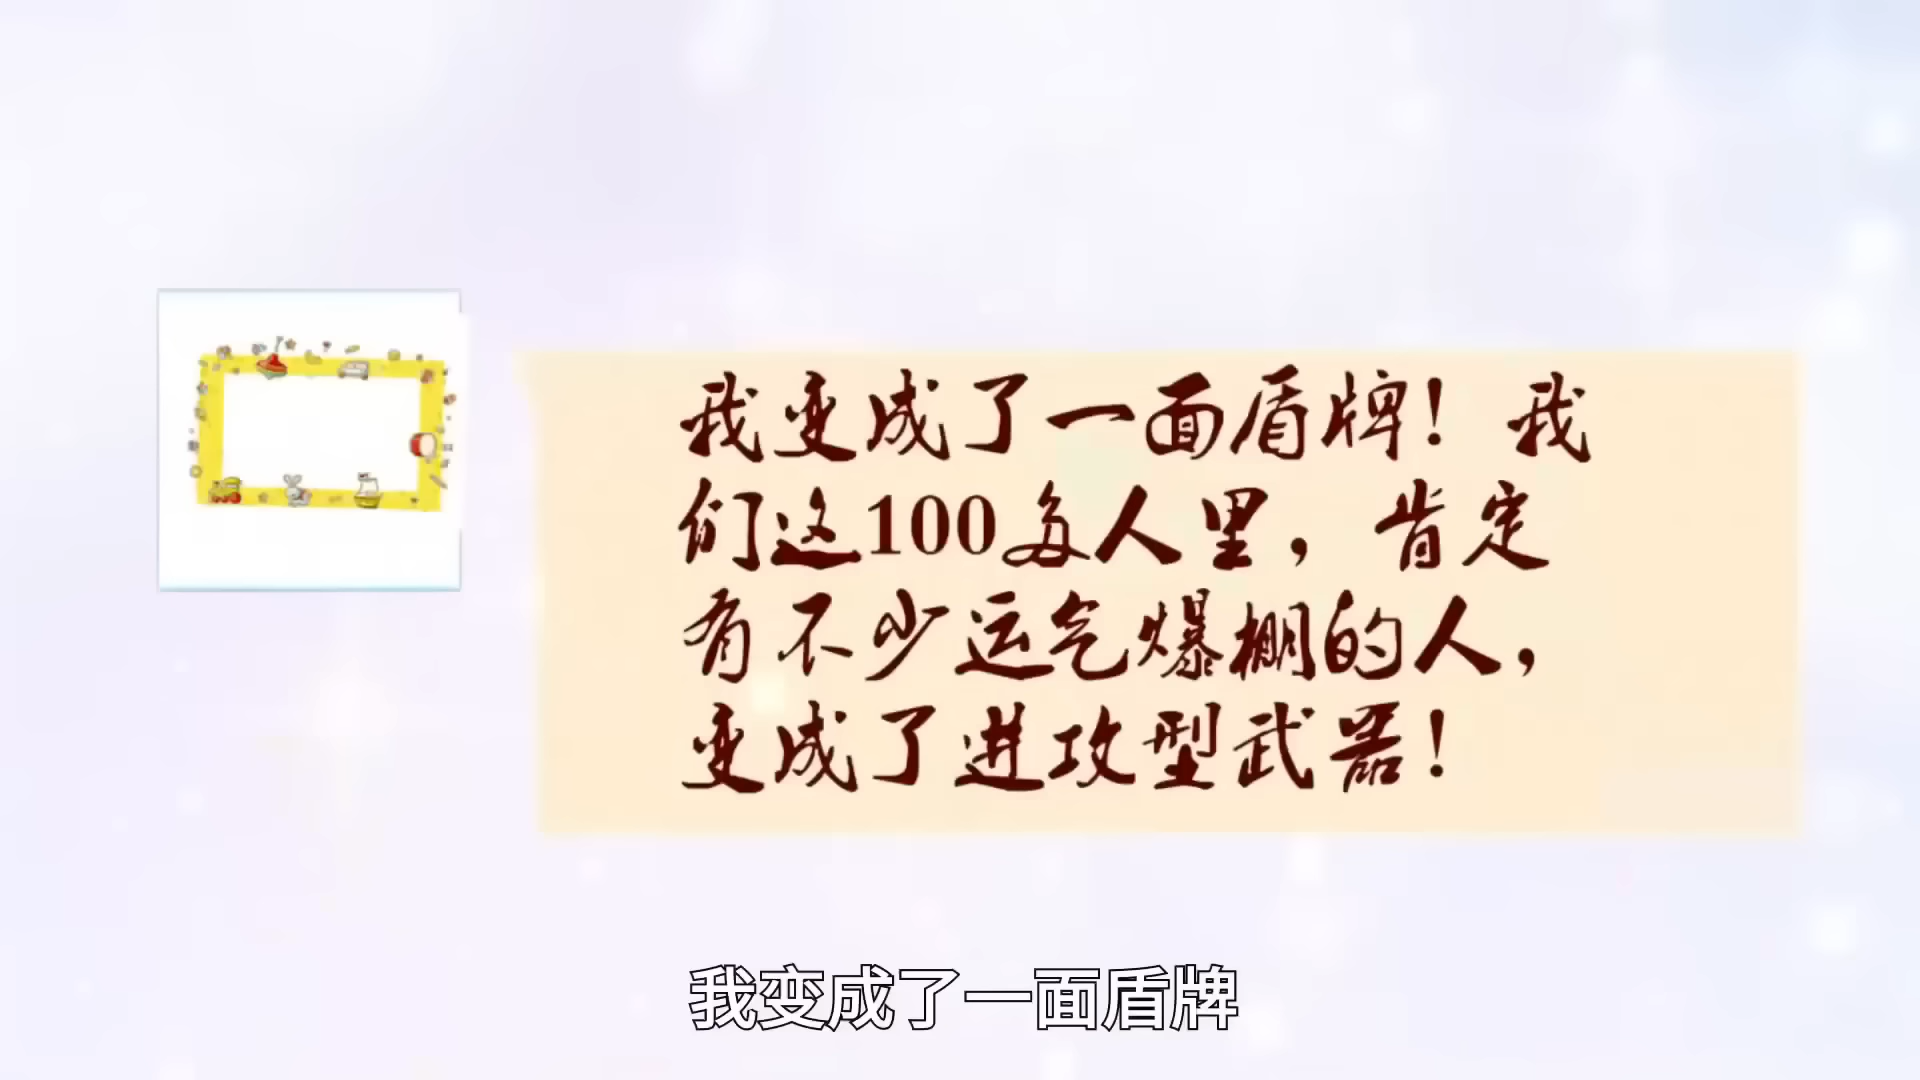 我变成了一面盾牌！我
们这100多人里，肯定
有不少运气爆棚的人，
变成了进攻型武器！
我变成了一面盾牌